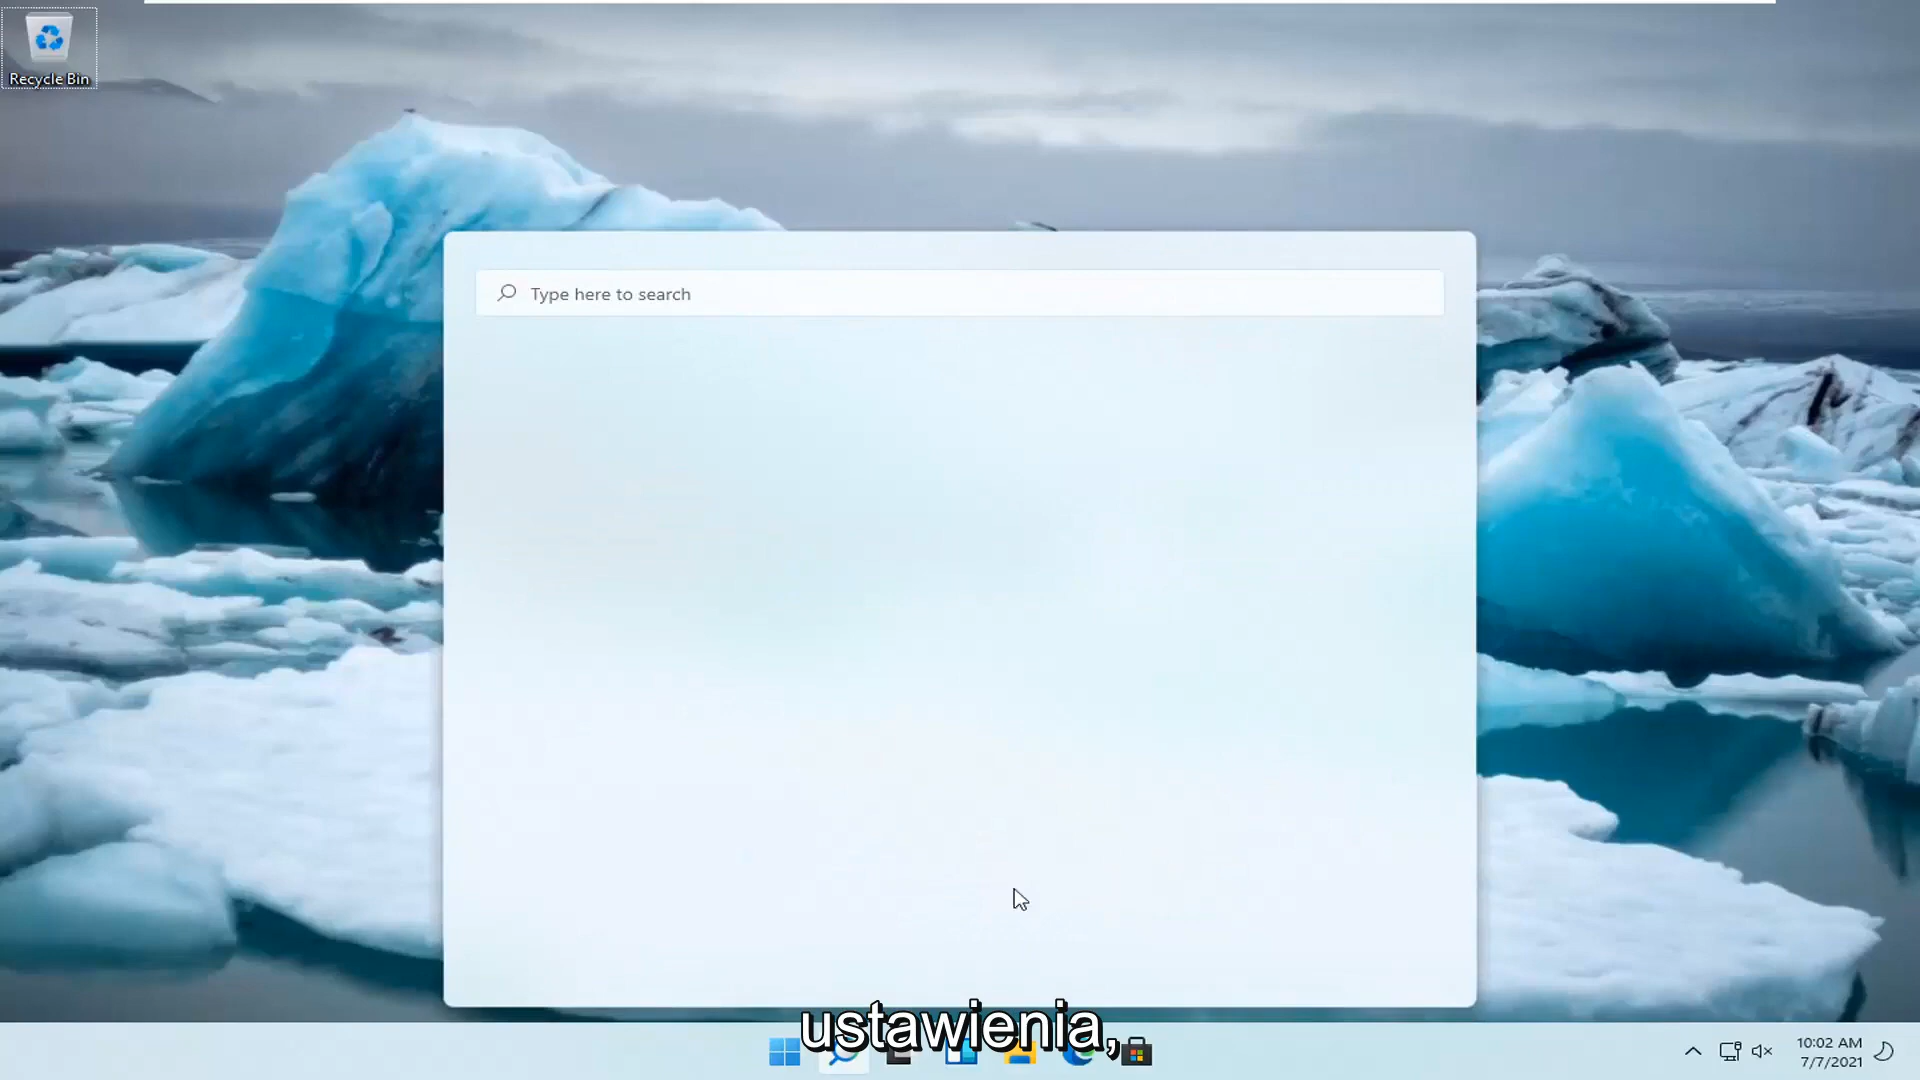 Recycle Bin
Type here to search
ustawienia,
10:02 AM
7/7/2021